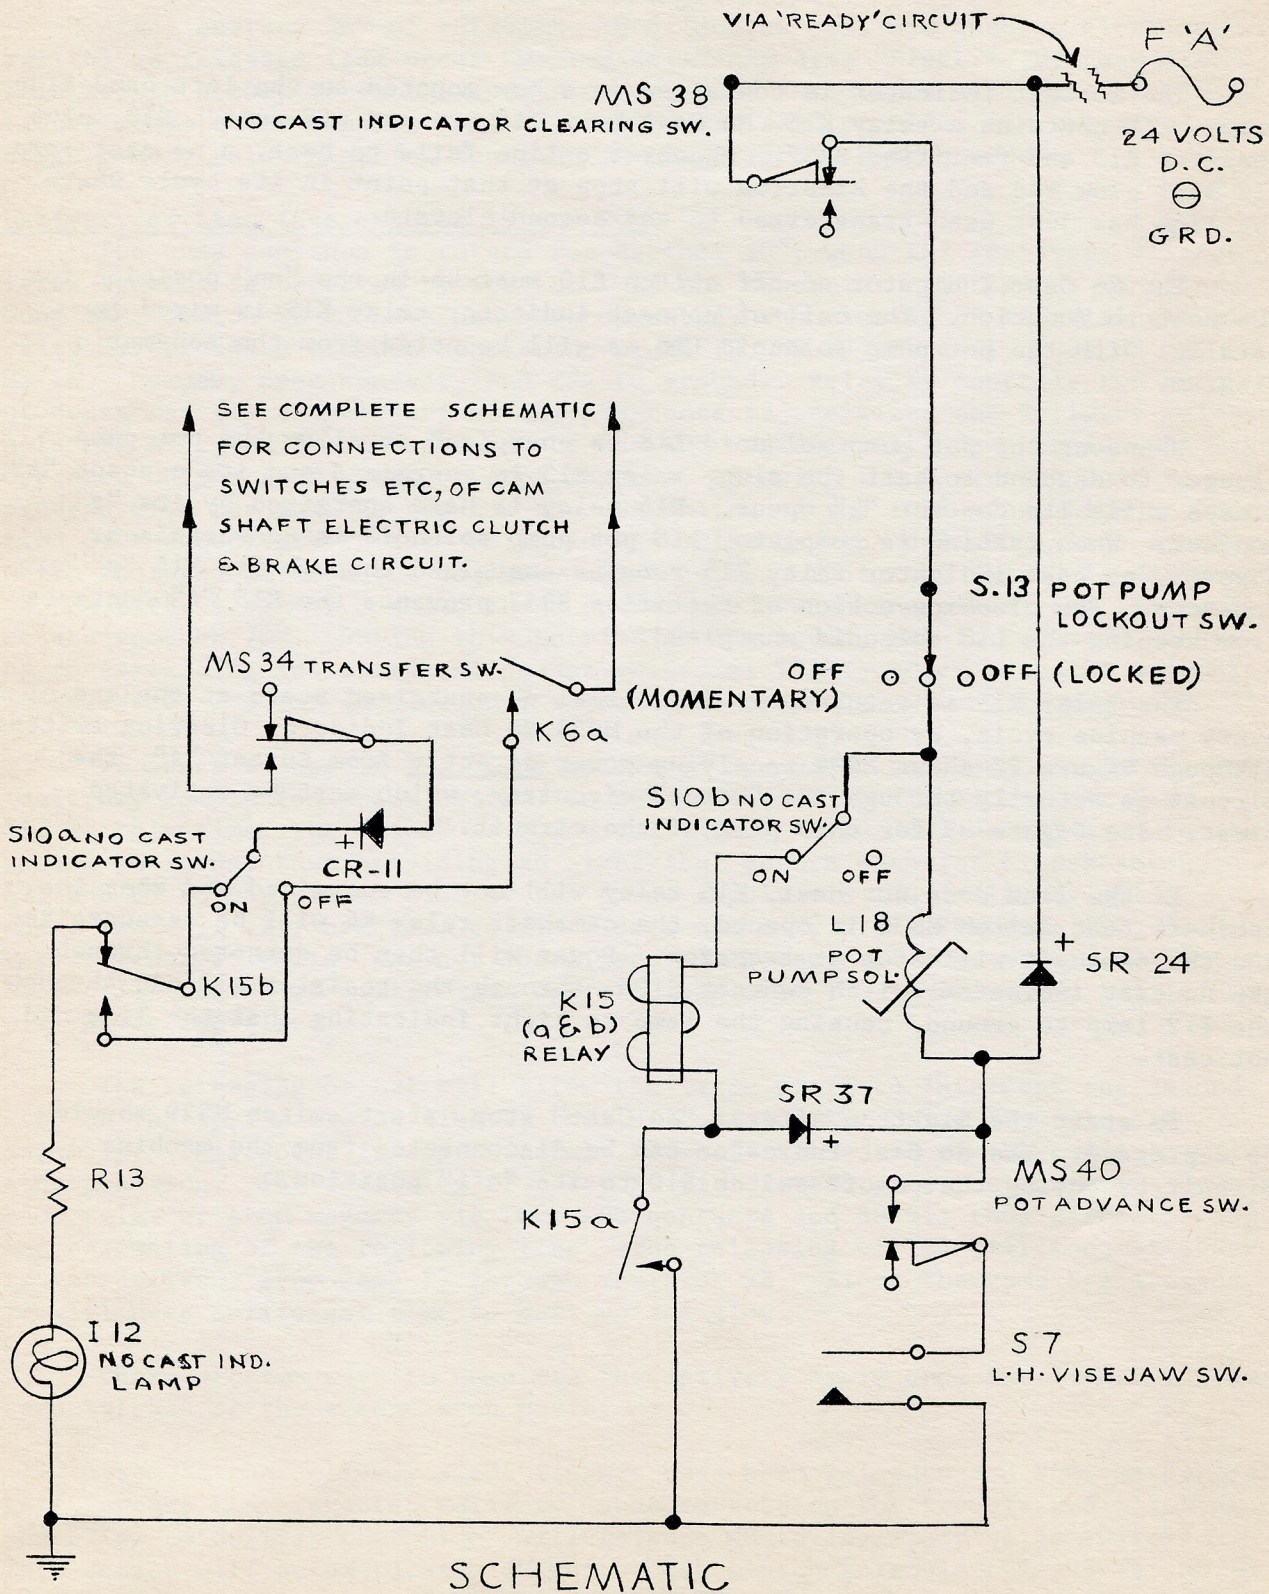 VIA 'READY' CIRCUIT
F 'A'
MS 38
NO CAST INDICATOR CLEARING SW.
24 VOLTS
D.C.
GRD.
SEE COMPLETE SCHEMATIC
FOR CONNECTIONS TO
SWITCHES ETC, OF CAM
SHAFT ELECTRIC CLUTCH
& BRAKE CIRCUIT.
S.13 POT PUMP
LOCKOUT SW.
MS 34 TRANSFER SW.
OFF
(MOMENTARY)
OFF (LOCKED)
K6a
S10b NO CAST
INDICATOR SW.
S10a NO CAST
INDICATOR SW.
+
CR-11
ON
OFF
ON
OFF
L 18
POT
PUMP SOL.
+
SR 24
K15b
K15
(a & b)
RELAY
SR 37
+
R13
MS 40
POT ADVANCE SW.
K15a
I 12
NO CAST IND.
LAMP
S 7
L.H. VISE JAW SW.
SCHEMATIC